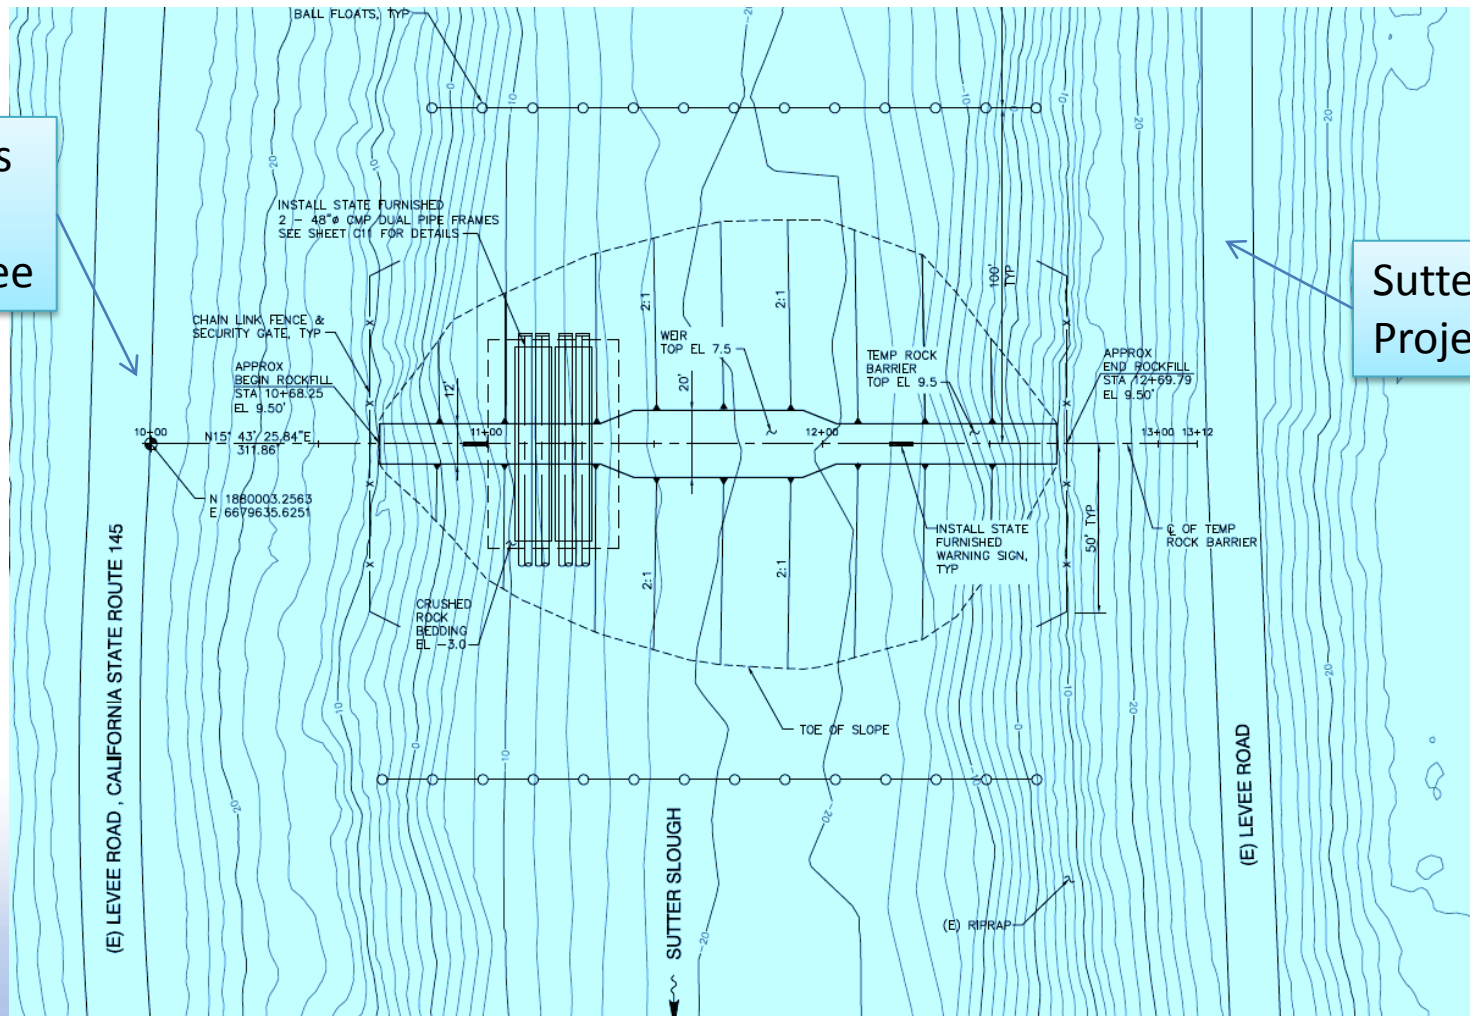 BALL FLOATS, TYP
s
ee
INSTALL STATE FURNISHED
2 - 48"ø CMP DUAL PIPE FRAMES
SEE SHEET C11 FOR DETAILS
CHAIN LINK FENCE &
SECURITY GATE, TYP
APPROX
BEGIN ROCKFILL
STA 10+68.25
EL 9.50'
10+00
N15° 43' 25.84"E
311.86'
N 1880003.2563
E 6679635.6251
12'
11+00
20'
WEIR
TOP EL 7.5
2:1
2:1
2:1
2:1
12+00
TEMP ROCK
BARRIER
TOP EL 9.5
100'
TYP
APPROX
END ROCKFILL
STA 12+69.79
EL 9.50'
13+00
13+12
Sutte
Proje
INSTALL STATE
FURNISHED
WARNING SIGN,
TYP
50' TYP
℄ OF TEMP
ROCK BARRIER
CRUSHED
ROCK
BEDDING
EL -3.0
TOE OF SLOPE
(E) RIPRAP
SUTTER SLOUGH
(E) LEVEE ROAD, CALIFORNIA STATE ROUTE 145
(E) LEVEE ROAD